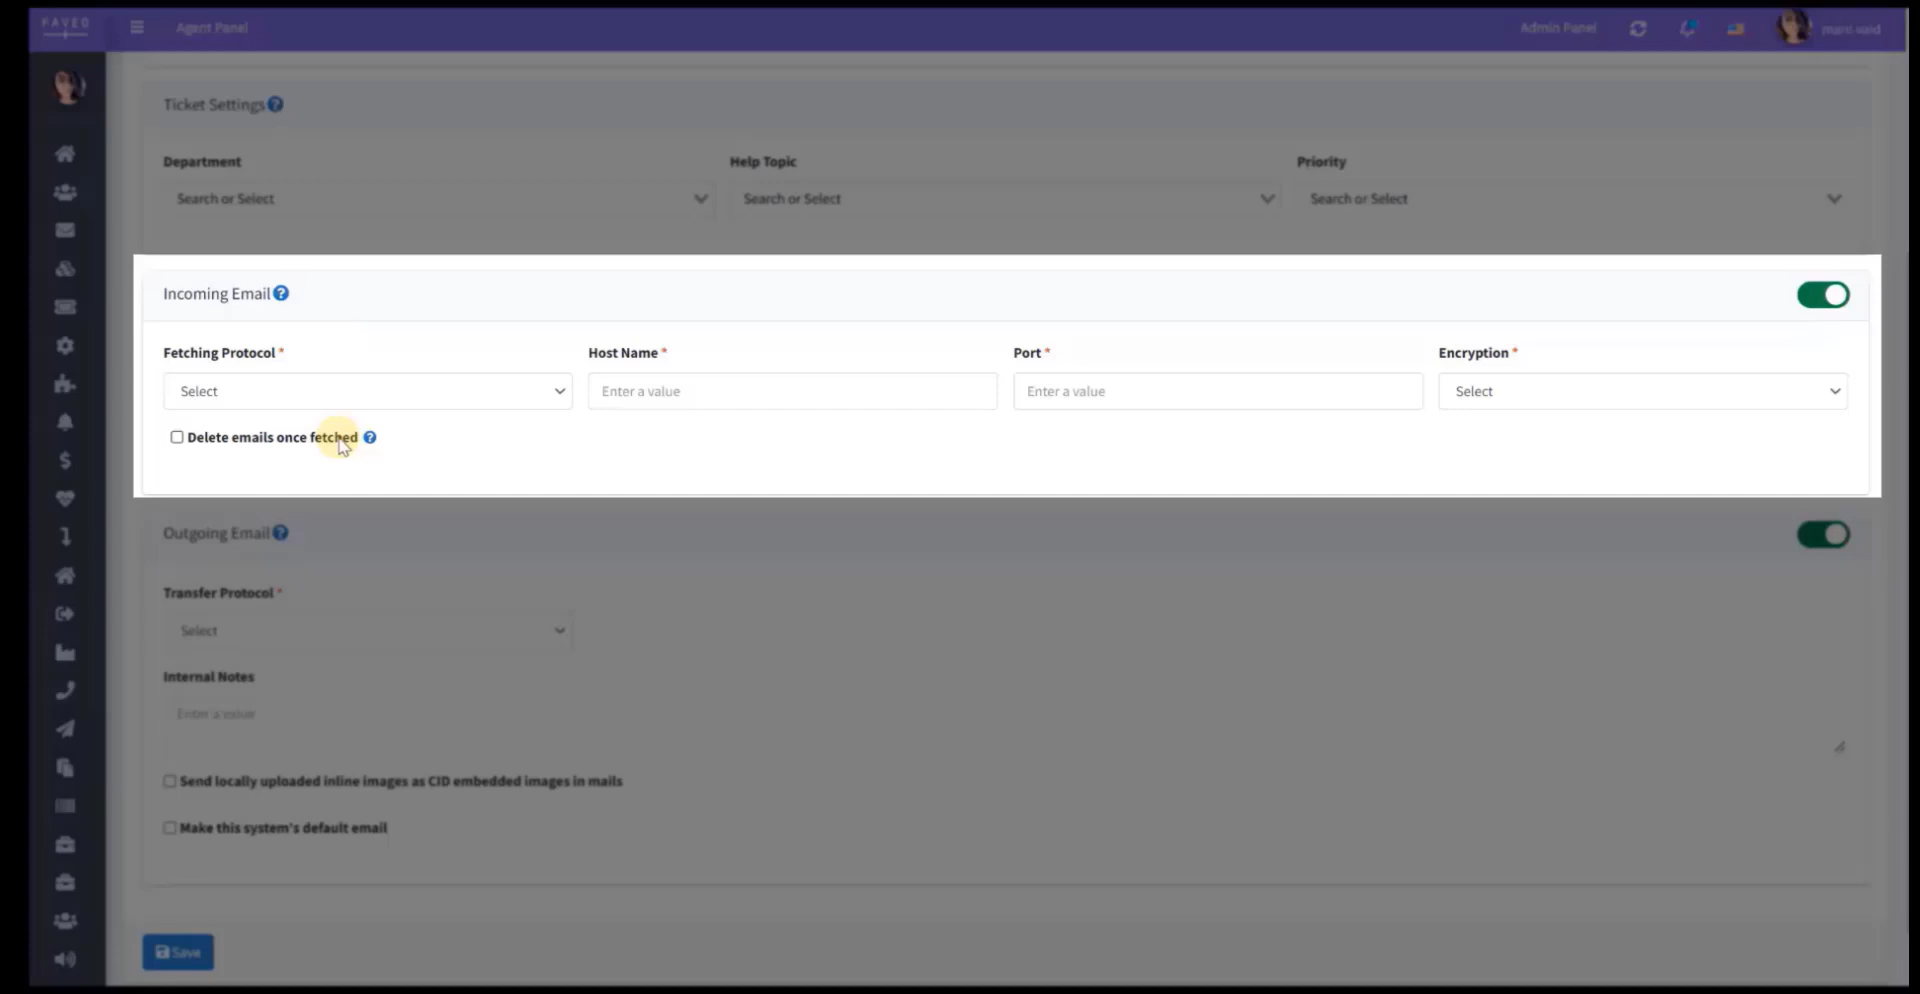 FAVEO
Agent Panel
Admin Panel
Ticket Settings
Department
Help Topic
Priority
Search or Select
Search or Select
Search or Select
Incoming Email
Fetching Protocol *
Host Name *
Port *
Encryption *
Select
Enter a value
Enter a value
Select
Delete emails once fetched
Outgoing Email
Transfer Protocol *
Select
Internal Notes
Enter a value
Send locally uploaded inline images as CID embedded images in mails
Make this system's default email
Save